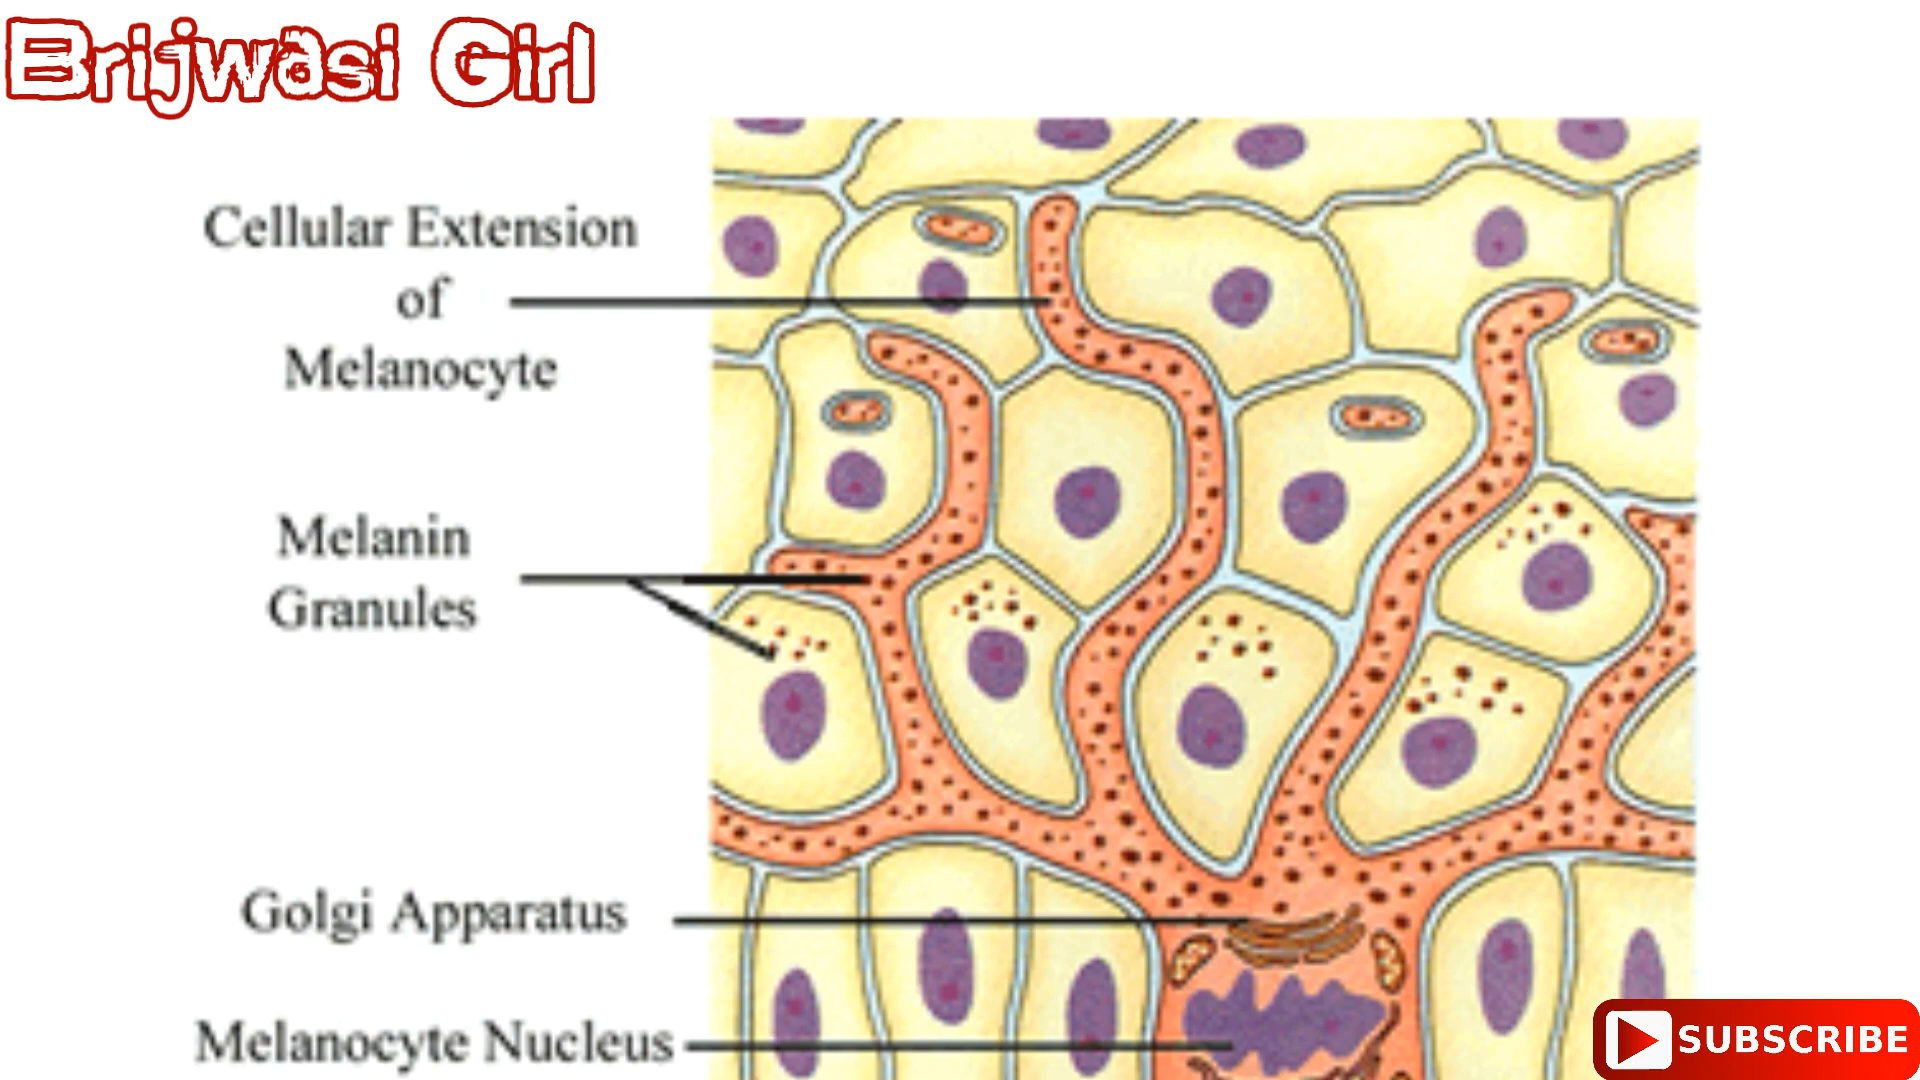 Brijwasi Girl
Cellular Extension
of
Melanocyte
Melanin
Granules
Golgi Apparatus
Melanocyte Nucleus
SUBSCRIBE